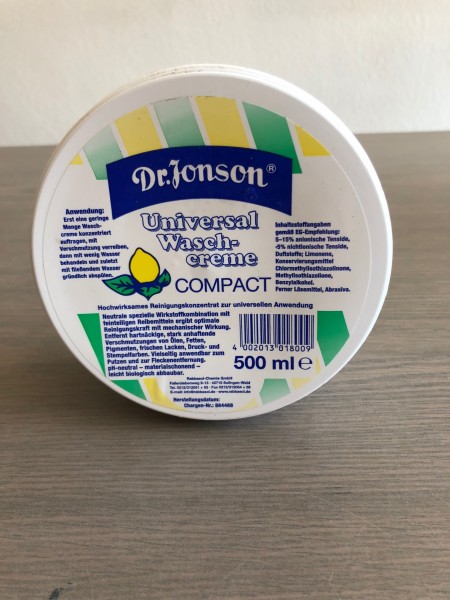 Dr. Jonson®
Universal
Wasch-
creme
COMPACT
Anwendung:
Erst eine geringe
Menge Wasch-
creme konzentriert
auftragen, mit
Verschmutzung verreiben,
dann mit wenig Wasser
behandeln und zuletzt
mit fließendem Wasser
gründlich abspülen.
Inhaltsstoffangaben
gemäß EG-Empfehlung:
5-15% anionische Tenside,
<5% nichtionische Tenside,
Duftstoffe; Limonene,
Konservierungsmittel
Chlormethylisothiazolinone,
Methylisothiazolinone,
Benzylalkohol.
Ferner Lösemittel, Abrasiva.
Hochwirksames Reinigungskonzentrat zur universellen Anwendung
Neutrale spezielle Wirkstoffkombination mit
feinteiligen Reibemitteln ergibt optimale
Reinigungskraft mit mechanischer Wirkung.
Entfernt hartnäckige, stark anhaftende
Verschmutzungen von Ölen, Fetten,
Pigmenten, frischen Lacken, Druck- und
Stempelfarben. Vielseitig anwendbar zum
Putzen und zur Fleckenentfernung.
pH-neutral – materialschonend –
leicht biologisch abbaubar.
4 002013 018009
500 ml e
Herstellungsdatum:
Chargen-Nr.: